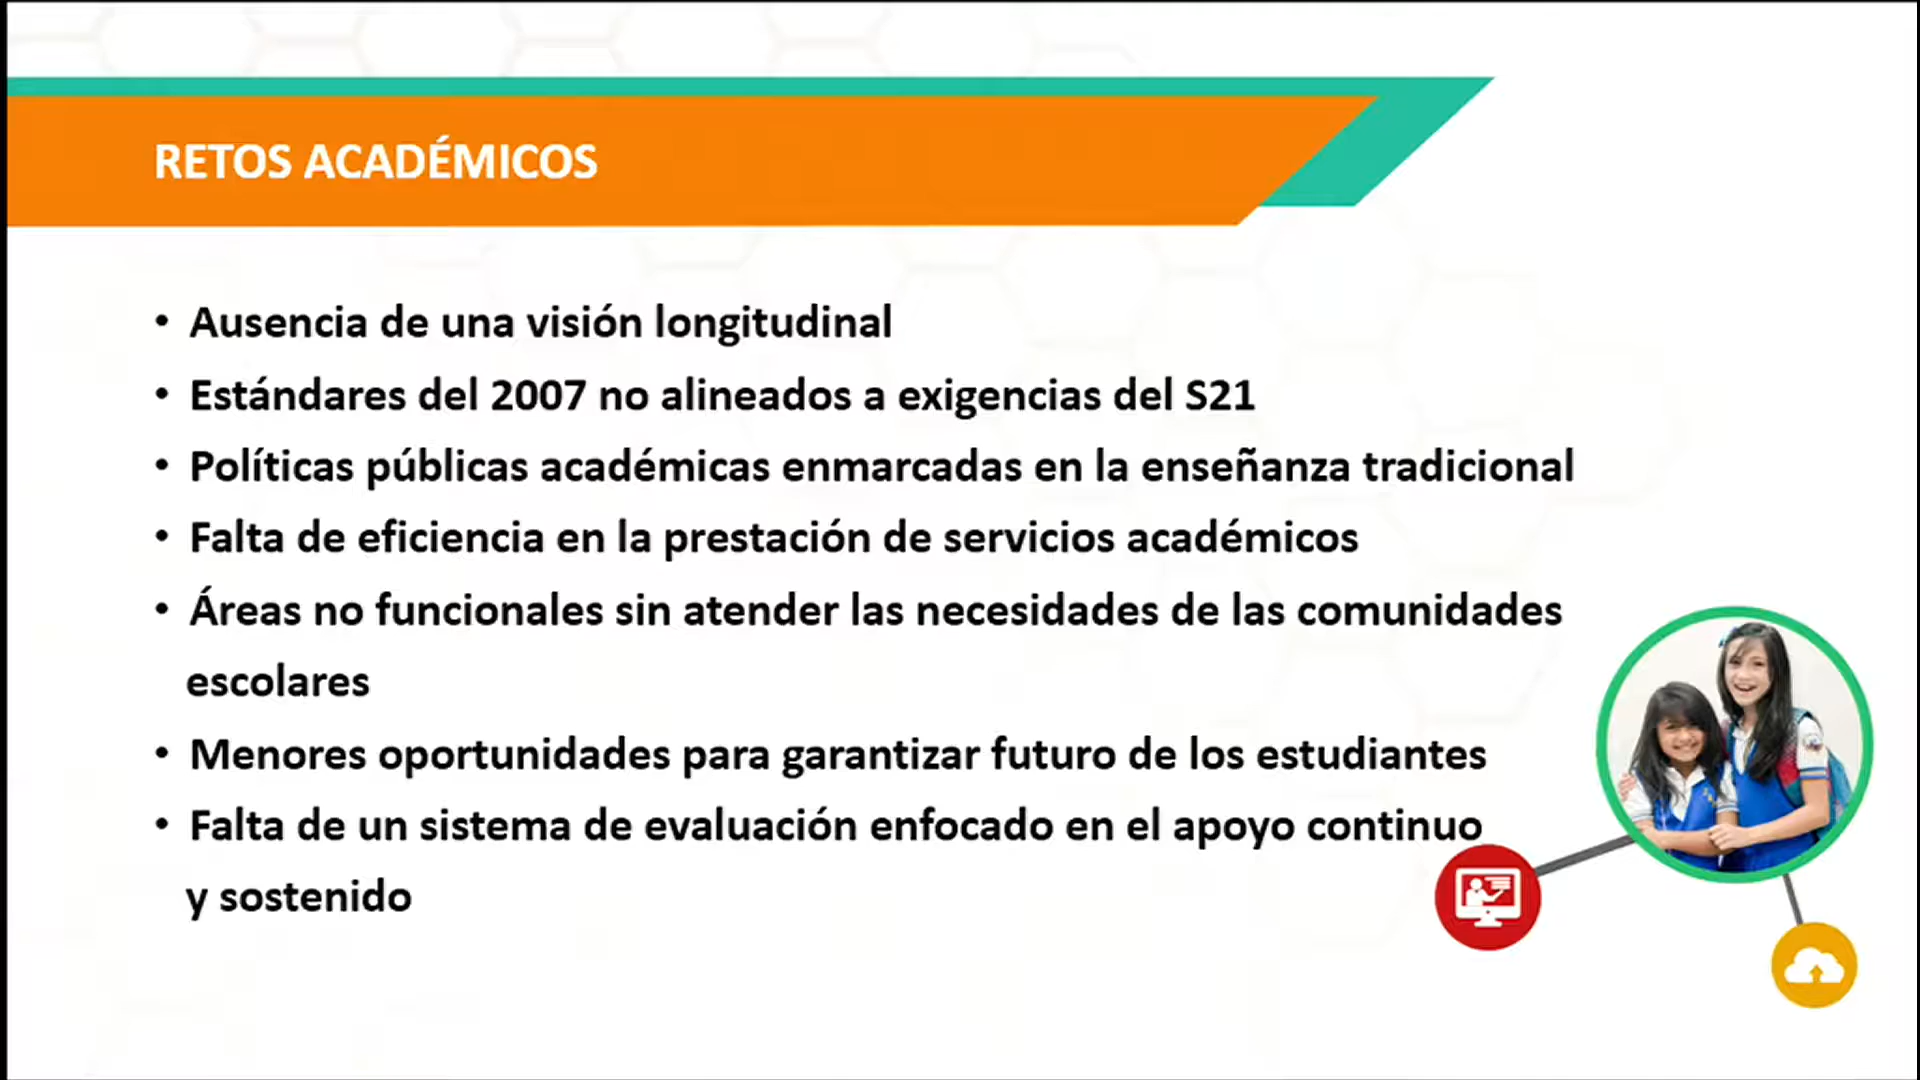 RETOS ACADÉMICOS
• Ausencia de una visión longitudinal
• Estándares del 2007 no alineados a exigencias del S21
• Políticas públicas académicas enmarcadas en la enseñanza tradicional
• Falta de eficiencia en la prestación de servicios académicos
• Áreas no funcionales sin atender las necesidades de las comunidades
escolares
• Menores oportunidades para garantizar futuro de los estudiantes
• Falta de un sistema de evaluación enfocado en el apoyo continuo
y sostenido